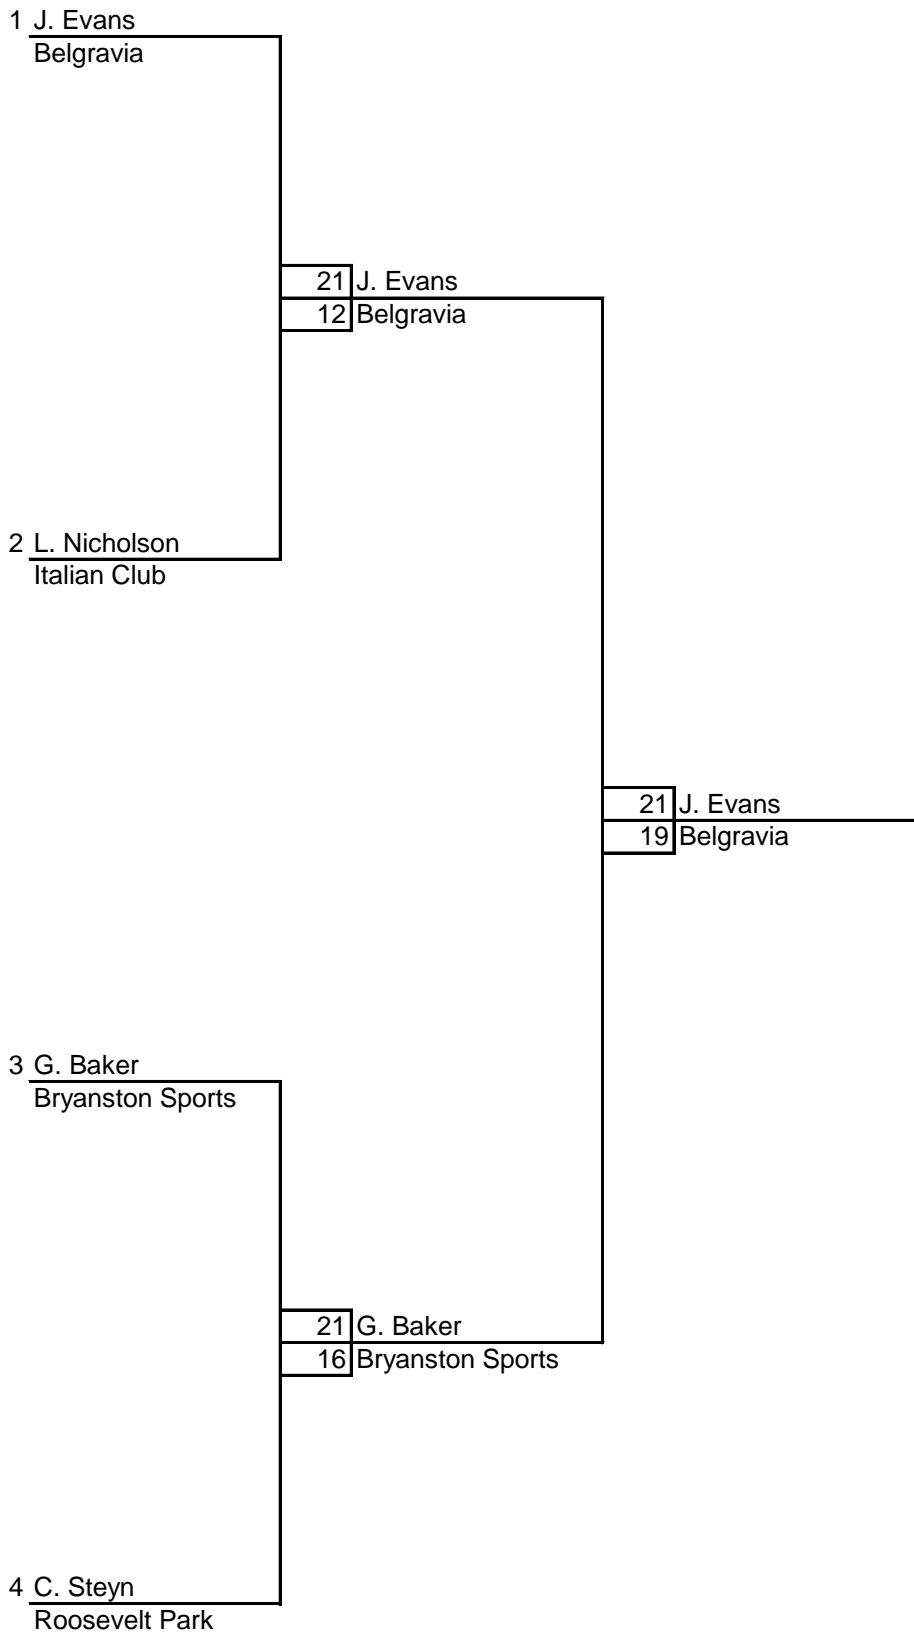 1 J. Evans
Belgravia
21 J. Evans
12 Belgravia
2 L. Nicholson
Italian Club
21 J. Evans
19 Belgravia
3 G. Baker
Bryanston Sports
21 G. Baker
16 Bryanston Sports
4 C. Steyn
Roosevelt Park